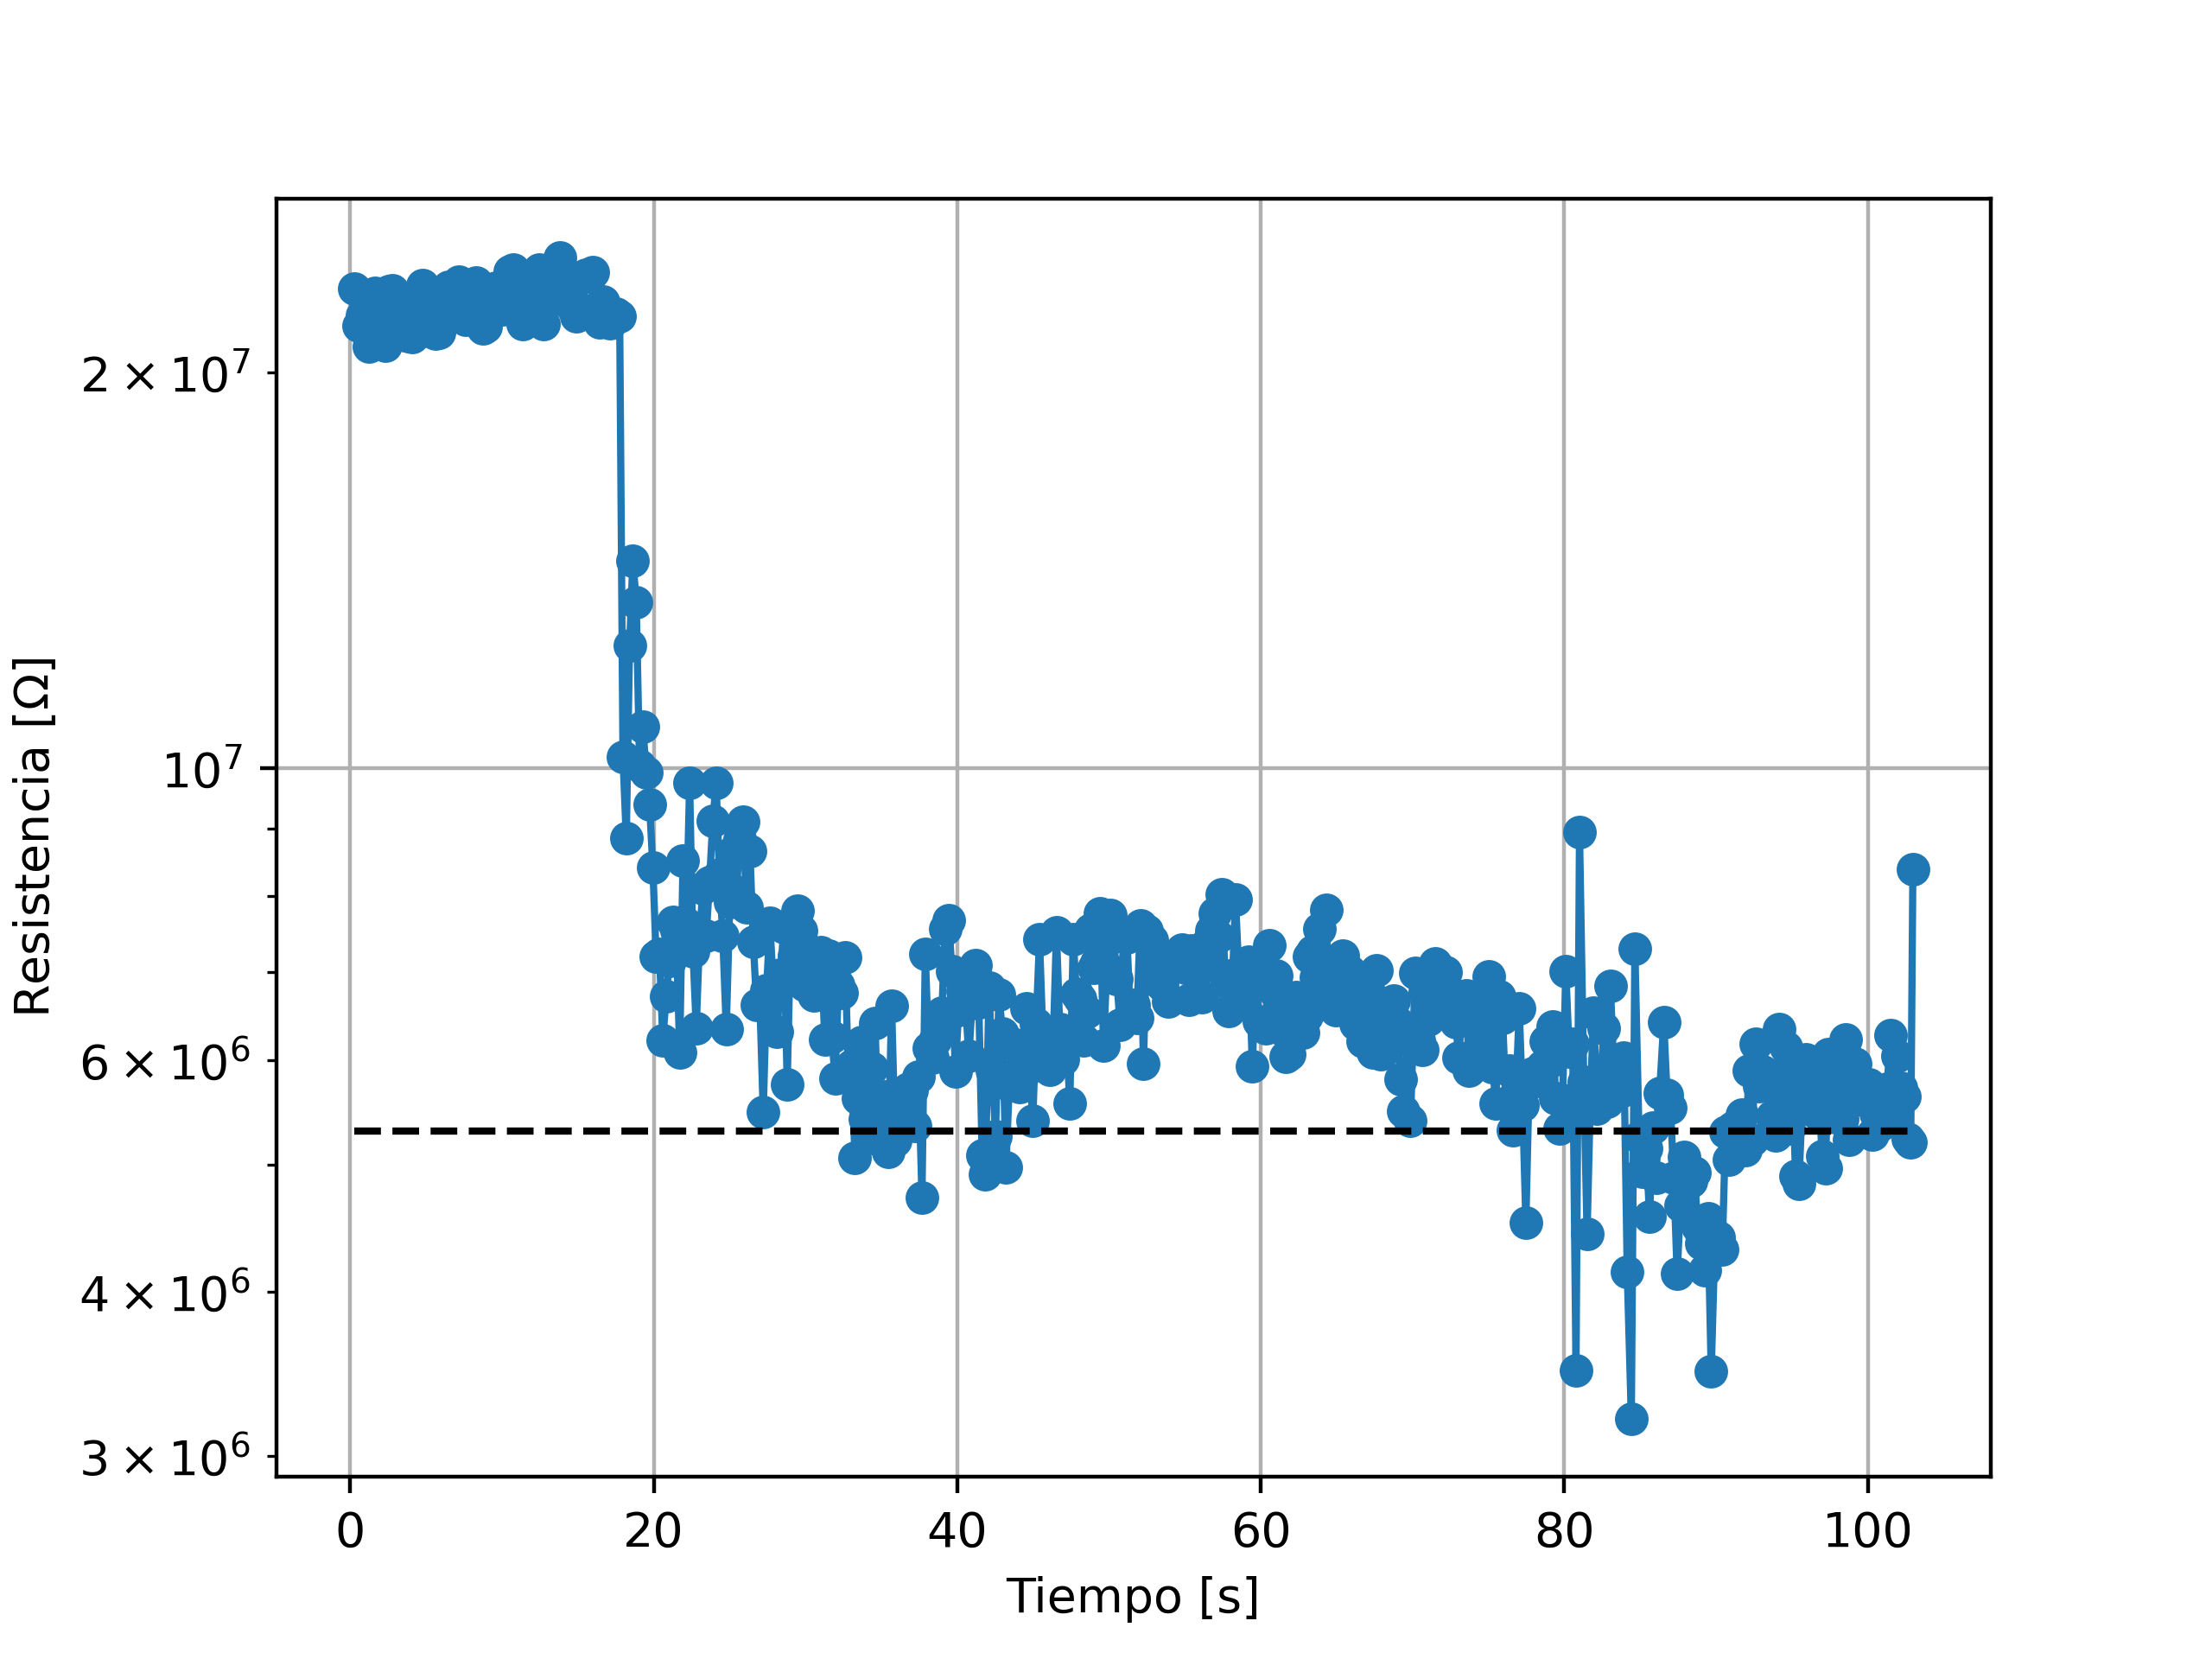 Resistencia [Ω]
2 × 10⁷
10⁷
6 × 10⁶
4 × 10⁶
3 × 10⁶
0 20 40 60 80 100
Tiempo [s]